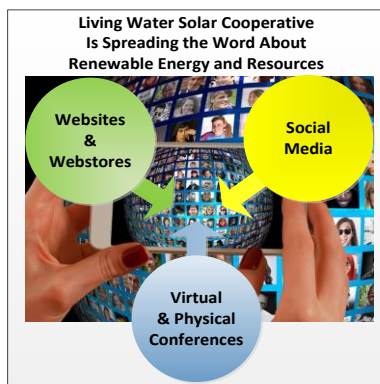 Living Water Solar Cooperative
Is Spreading the Word About
Renewable Energy and Resources
Websites
&
Webstores
Social
Media
Virtual
& Physical
Conferences